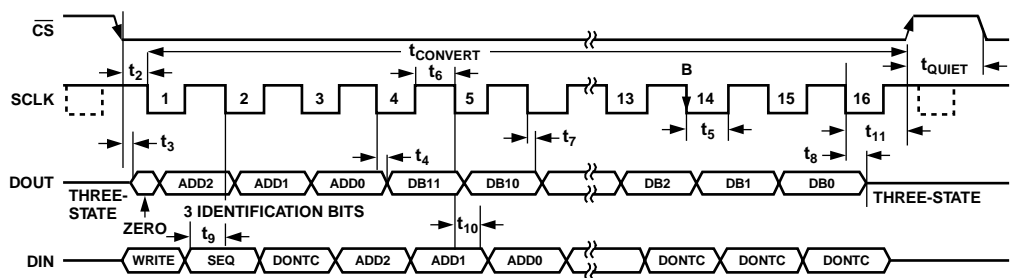 CS
tCONVERT
t2
t6
B
tQUIET
SCLK
1 2 3 4 5 13 14 15 16
t3
t4
t7
t5
t11
t8
DOUT
THREE-STATE
ADD2 ADD1 ADD0 DB11 DB10 DB2 DB1 DB0
THREE-STATE
ZERO
3 IDENTIFICATION BITS
t9
t10
DIN
WRITE SEQ DONTC ADD2 ADD1 ADD0 DONTC DONTC DONTC